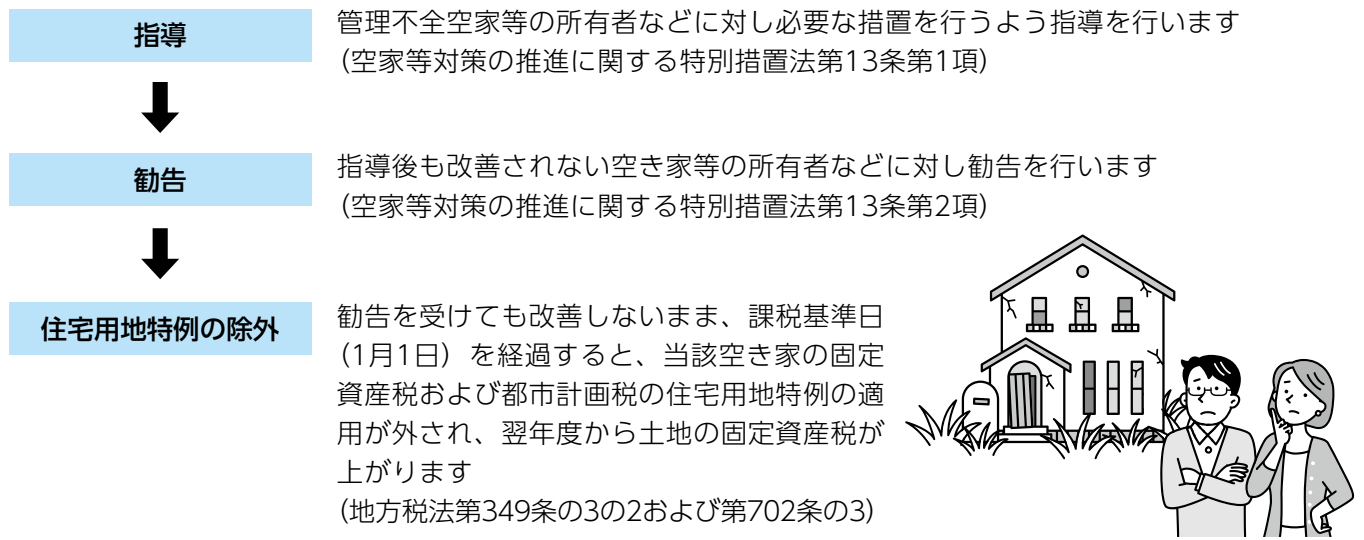 指導
管理不全空家等の所有者などに対し必要な措置を行うよう指導を行います
（空家等対策の推進に関する特別措置法第13条第1項）
勧告
指導後も改善されない空き家等の所有者などに対し勧告を行います
（空家等対策の推進に関する特別措置法第13条第2項）
住宅用地特例の除外
勧告を受けても改善しないまま、課税基準日
（1月1日）を経過すると、当該空き家の固定
資産税および都市計画税の住宅用地特例の適
用が外され、翌年度から土地の固定資産税が
上がります
（地方税法第349条の3の2および第702条の3）